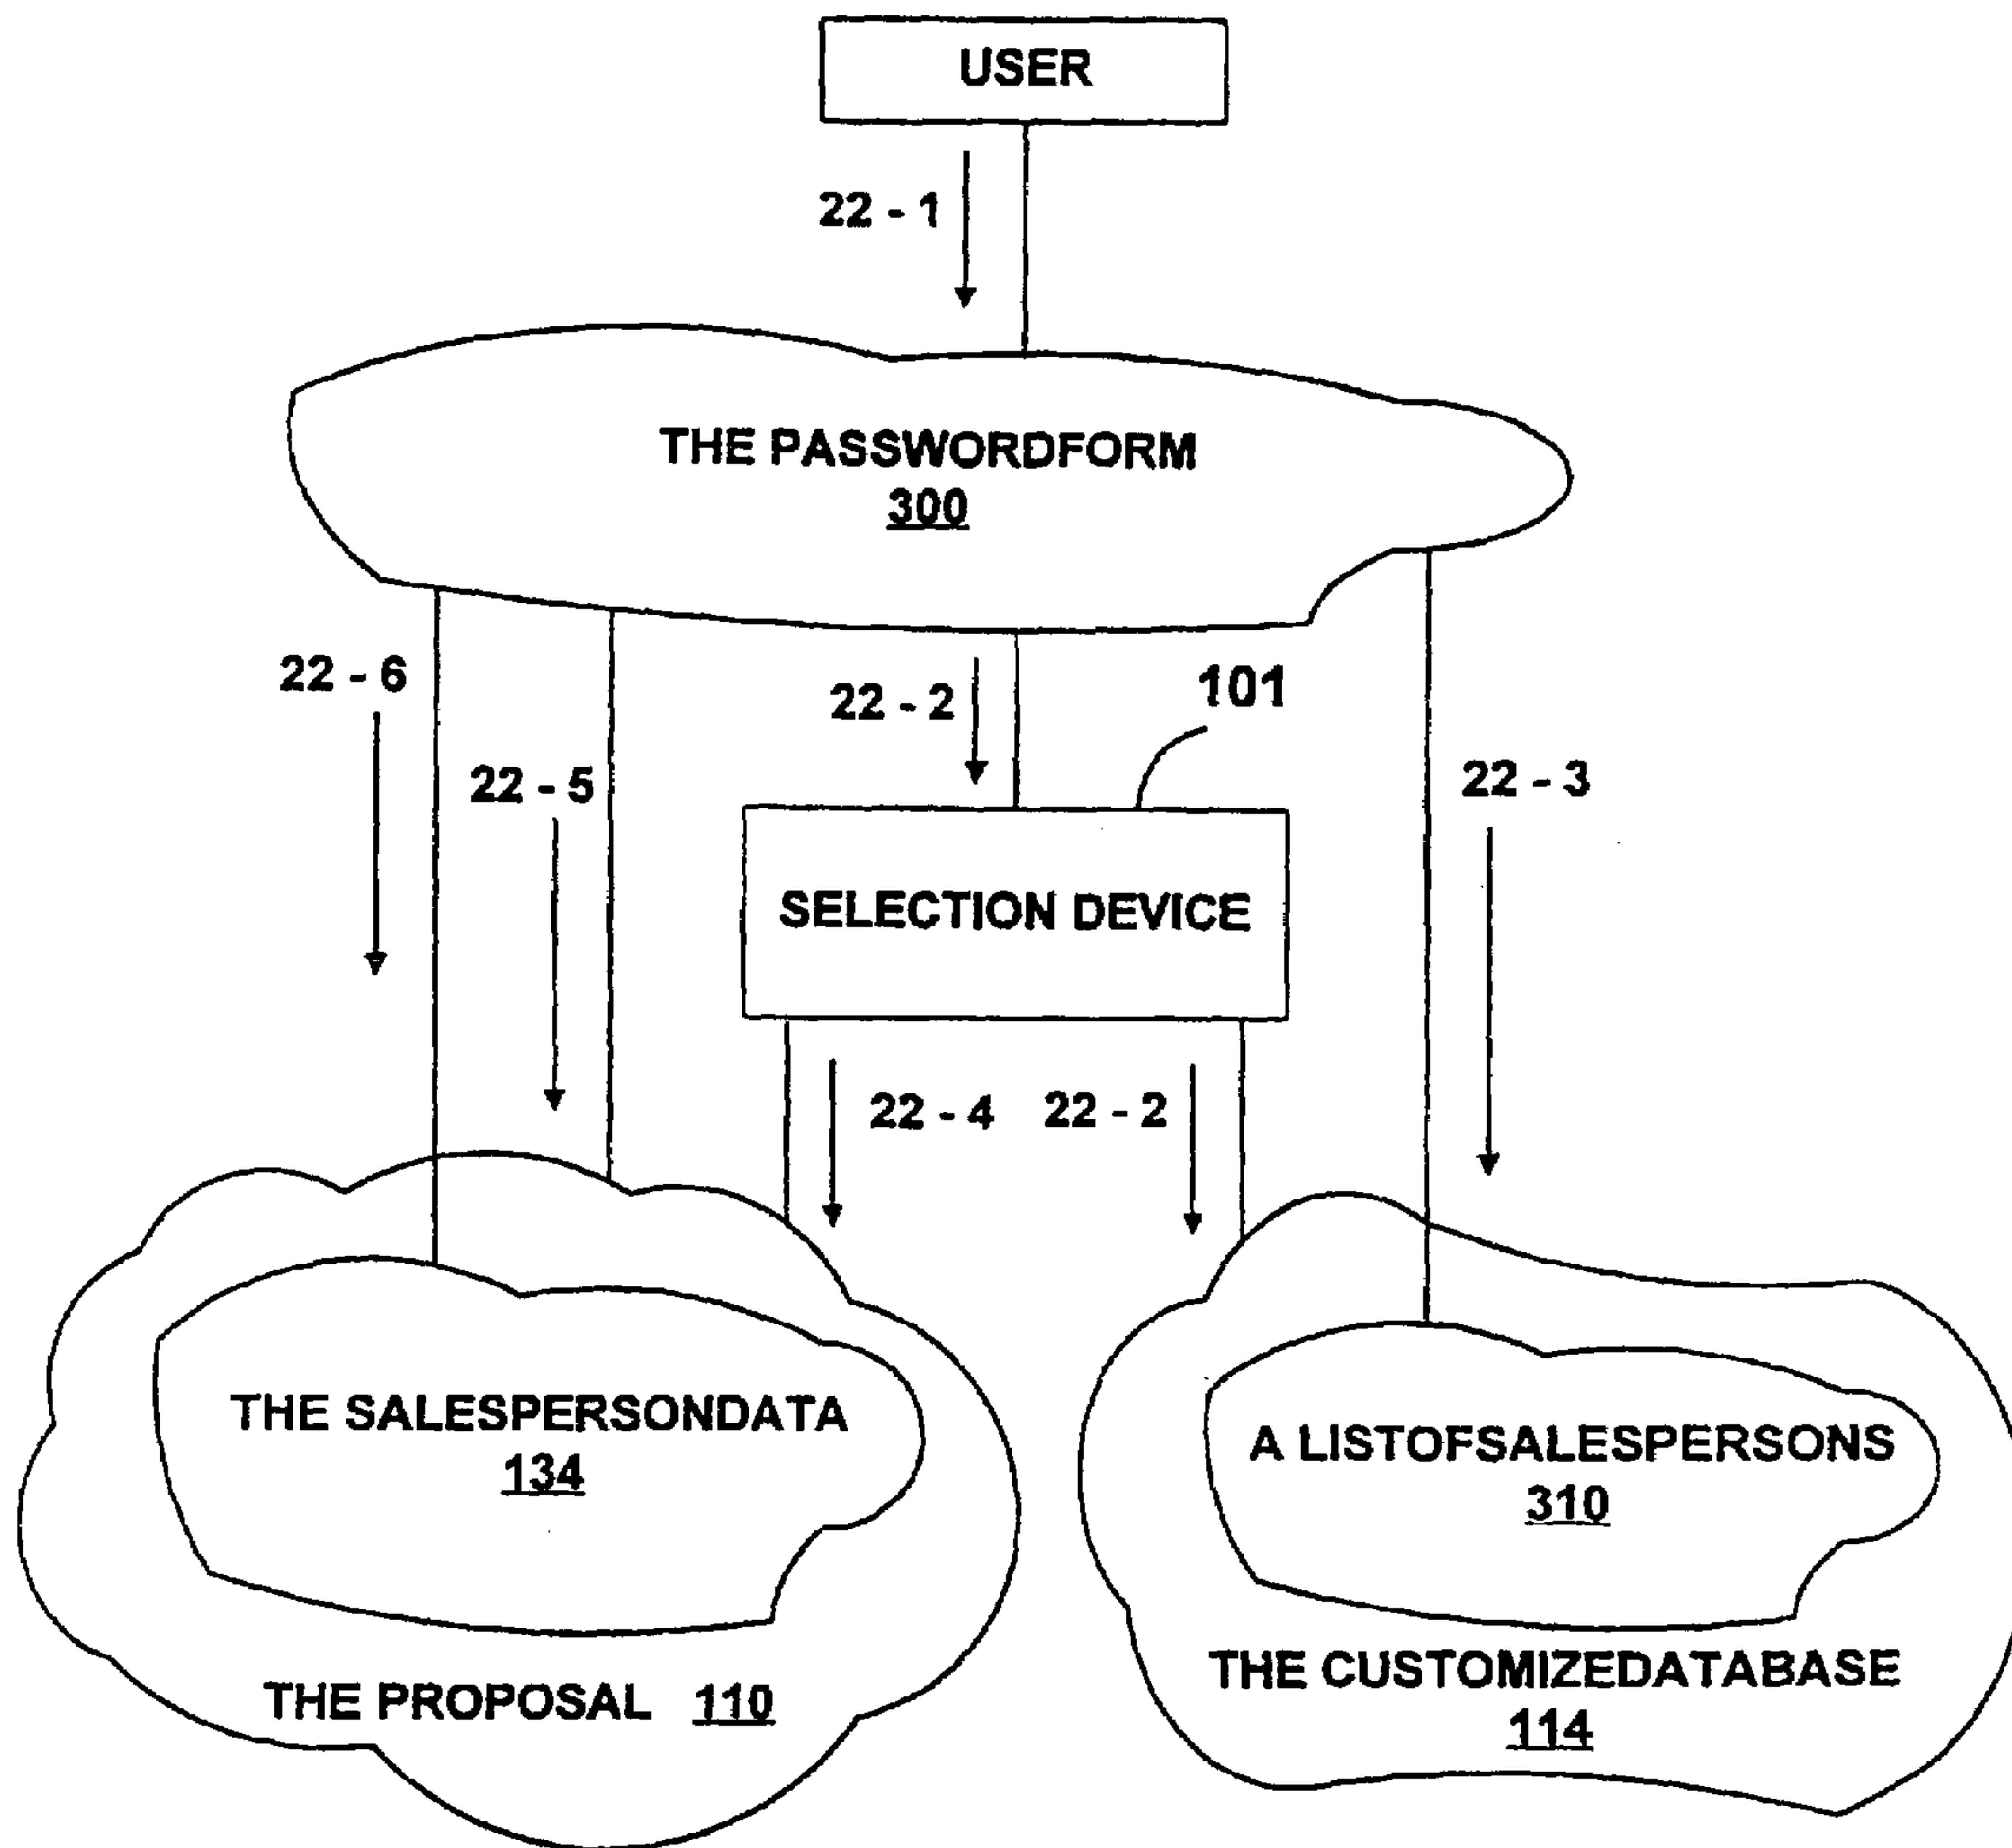 USER
22 - 1
THE PASSWORDFORM
300
22 - 6
22 - 2
101
22 - 5
22 - 3
SELECTION DEVICE
22 - 4
22 - 2
THE SALESPERSONDATA
134
A LISTOFSALESPERSONS
310
THE PROPOSAL 110
THE CUSTOMIZEDATABASE
114